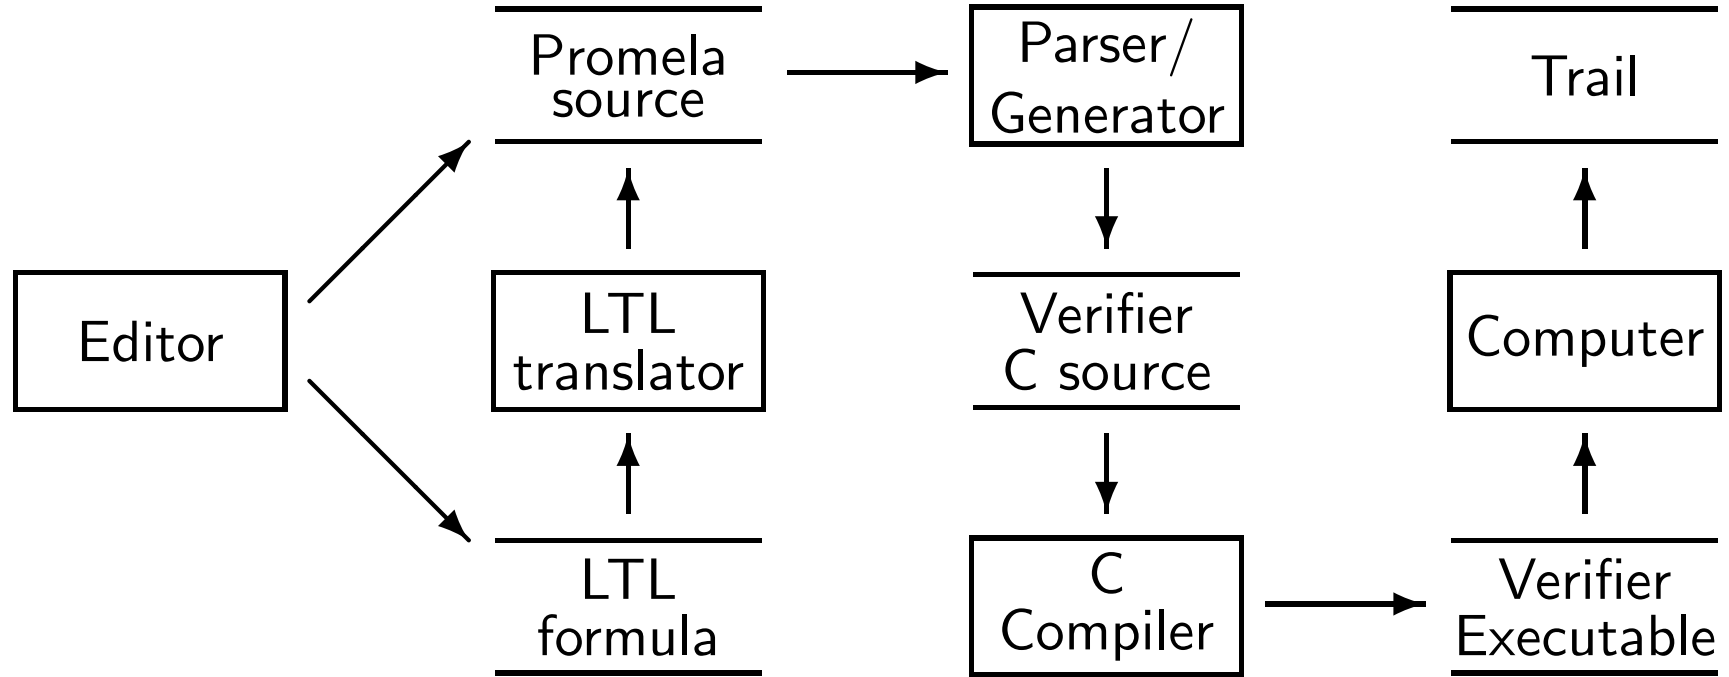 Promela
source
Parser/
Generator
Trail
Editor
LTL
translator
Verifier
C source
Computer
LTL
formula
C
Compiler
Verifier
Executable